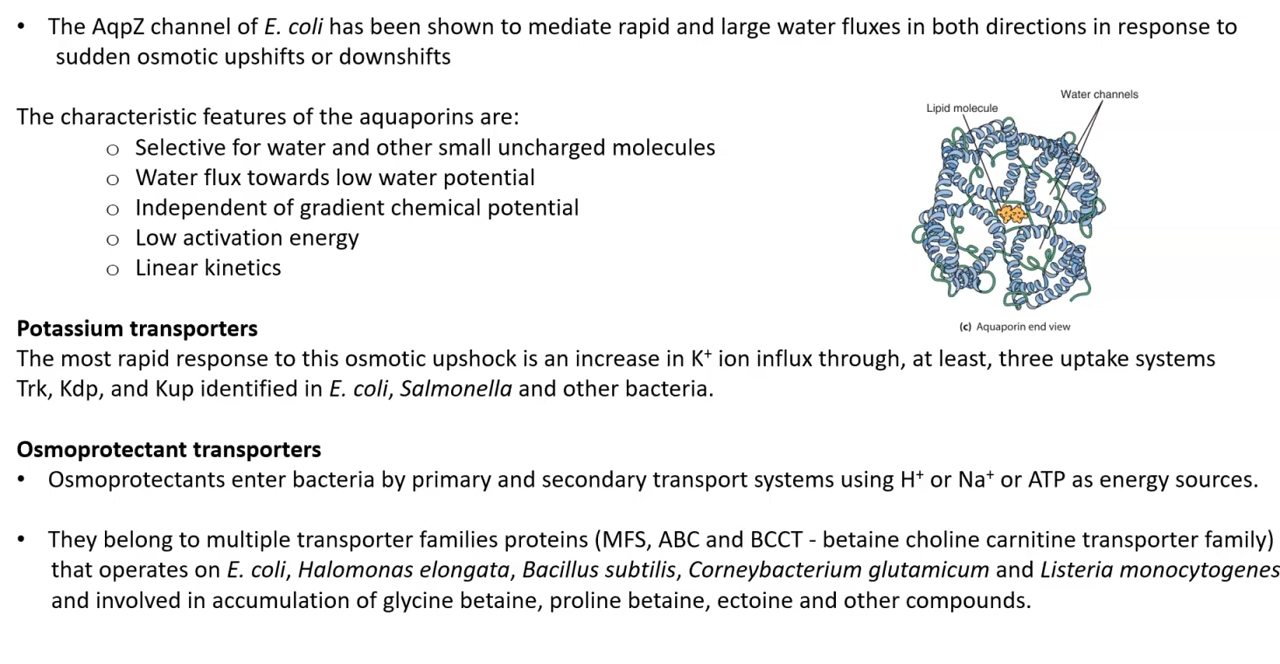 • The AqpZ channel of E. coli has been shown to mediate rapid and large water fluxes in both directions in response to
sudden osmotic upshifts or downshifts
The characteristic features of the aquaporins are:
o Selective for water and other small uncharged molecules
o Water flux towards low water potential
o Independent of gradient chemical potential
o Low activation energy
o Linear kinetics
Water channels
Lipid molecule
(c) Aquaporin end view
Potassium transporters
The most rapid response to this osmotic upshock is an increase in K⁺ ion influx through, at least, three uptake systems
Trk, Kdp, and Kup identified in E. coli, Salmonella and other bacteria.
Osmoprotectant transporters
• Osmoprotectants enter bacteria by primary and secondary transport systems using H⁺ or Na⁺ or ATP as energy sources.
• They belong to multiple transporter families proteins (MFS, ABC and BCCT - betaine choline carnitine transporter family)
that operates on E. coli, Halomonas elongata, Bacillus subtilis, Corneybacterium glutamicum and Listeria monocytogenes
and involved in accumulation of glycine betaine, proline betaine, ectoine and other compounds.